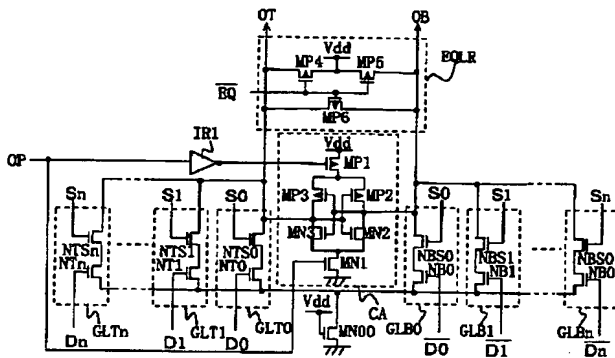 OT OB
Vdd
MP4 MP5
EQLR
EQ
MP6
IR1
OP
Vdd
MP1
Sn S1 S0 S0 S1 Sn
MP3 MP2
NTSn NTS1 NTS0 MN3 MN2 NBS0 NBS1 NBS0
NTn NT1 NT0 NB0 NB1 NB0
MN1
Vdd
CA
MN00
Dn GLTn D1 GLT1 D0 GLT0 GLB0 D0 GLB1 D1 GLBn Dn